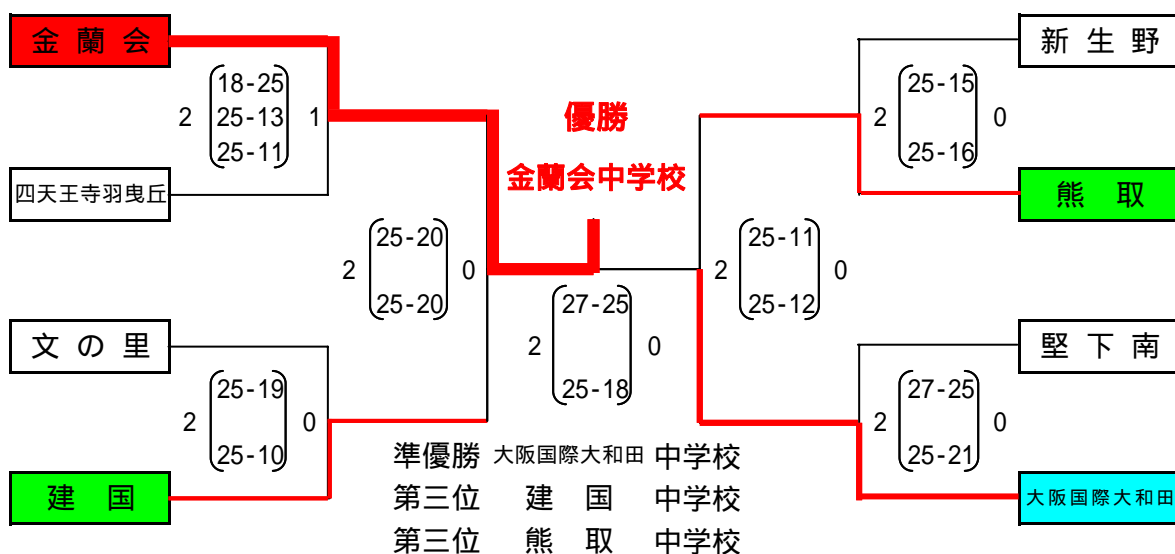 金蘭会
2 18-25 1
25-13
25-11
四天王寺羽曳丘
2 25-20 0
25-20
文の里
2 25-19 0
25-10
建国
優勝
金蘭会中学校
2 27-25 0
25-18
新生野
2 25-15 0
25-16
熊取
2 25-11 0
25-12
堅下南
2 27-25 0
25-21
大阪国際大和田
準優勝 大阪国際大和田 中学校
第三位 建国 中学校
第三位 熊取 中学校